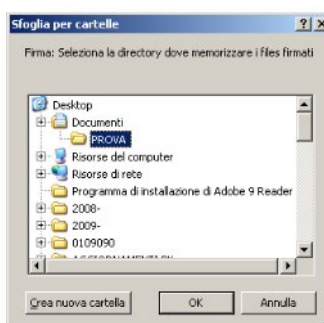 Sfoglia per cartelle
Firma: Seleziona la directory dove memorizzare i files firmati
Desktop
Documenti
PROVA
Risorse del computer
Risorse di rete
Programma di installazione di Adobe 9 Reader
2008-
2009-
0109090
Crea nuova cartella
OK
Annulla